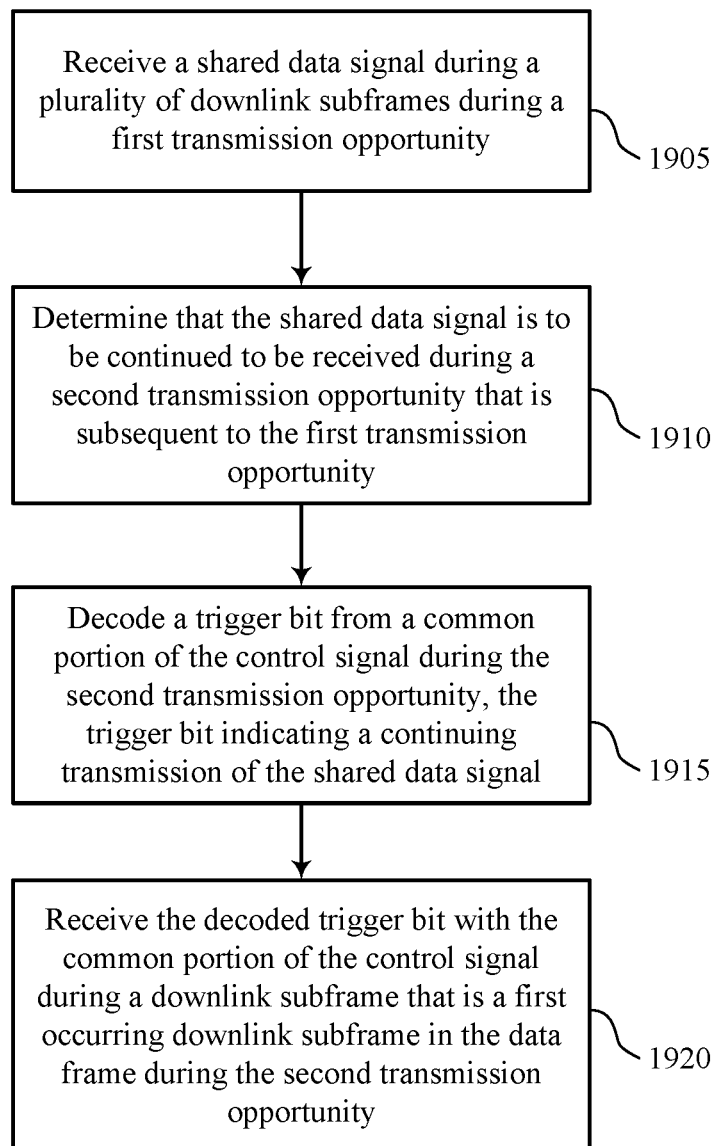 Receive a shared data signal during a
plurality of downlink subframes during a
first transmission opportunity
1905
Determine that the shared data signal is to
be continued to be received during a
second transmission opportunity that is
subsequent to the first transmission
opportunity
1910
Decode a trigger bit from a common
portion of the control signal during the
second transmission opportunity, the
trigger bit indicating a continuing
transmission of the shared data signal
1915
Receive the decoded trigger bit with the
common portion of the control signal
during a downlink subframe that is a first
occurring downlink subframe in the data
frame during the second transmission
opportunity
1920